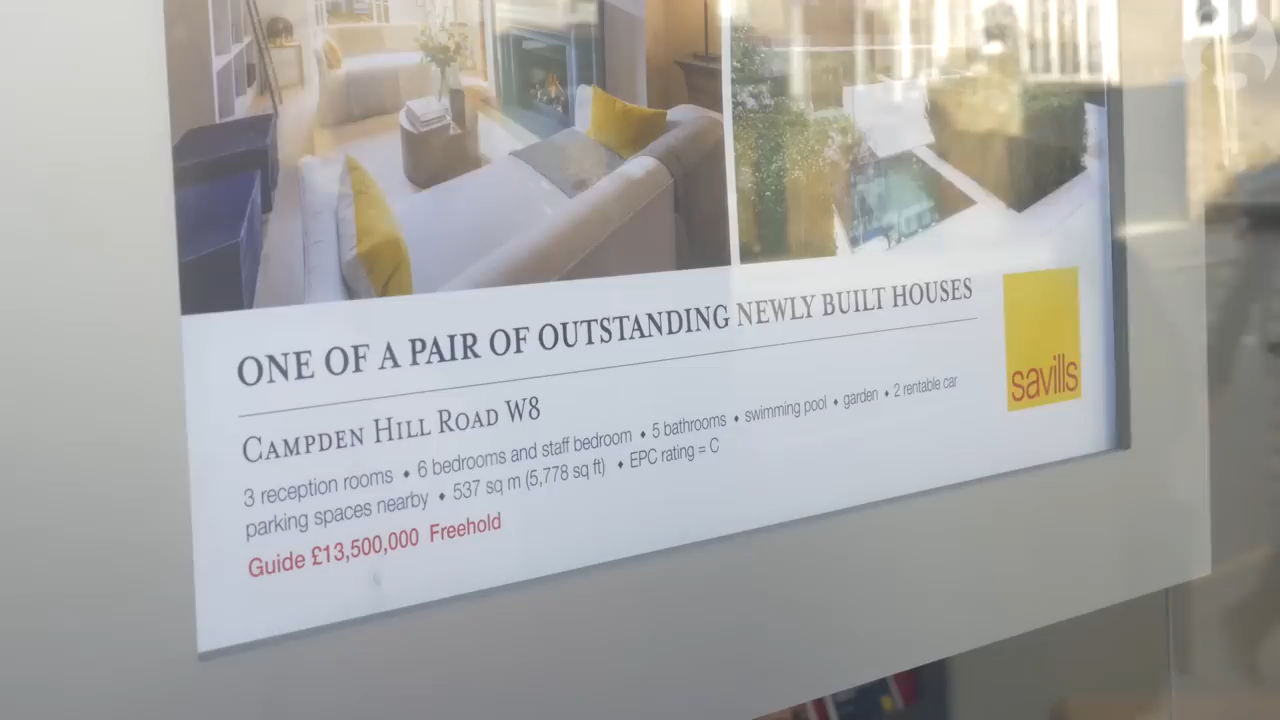 ONE OF A PAIR OF OUTSTANDING NEWLY BUILT HOUSES
CAMPDEN HILL ROAD W8
3 reception rooms ♦ 6 bedrooms and staff bedroom ♦ 5 bathrooms ♦ swimming pool ♦ garden ♦ 2 rentable car
parking spaces nearby ♦ 537 sq m (5,778 sq ft) ♦ EPC rating = C
Guide £13,500,000 Freehold
savills